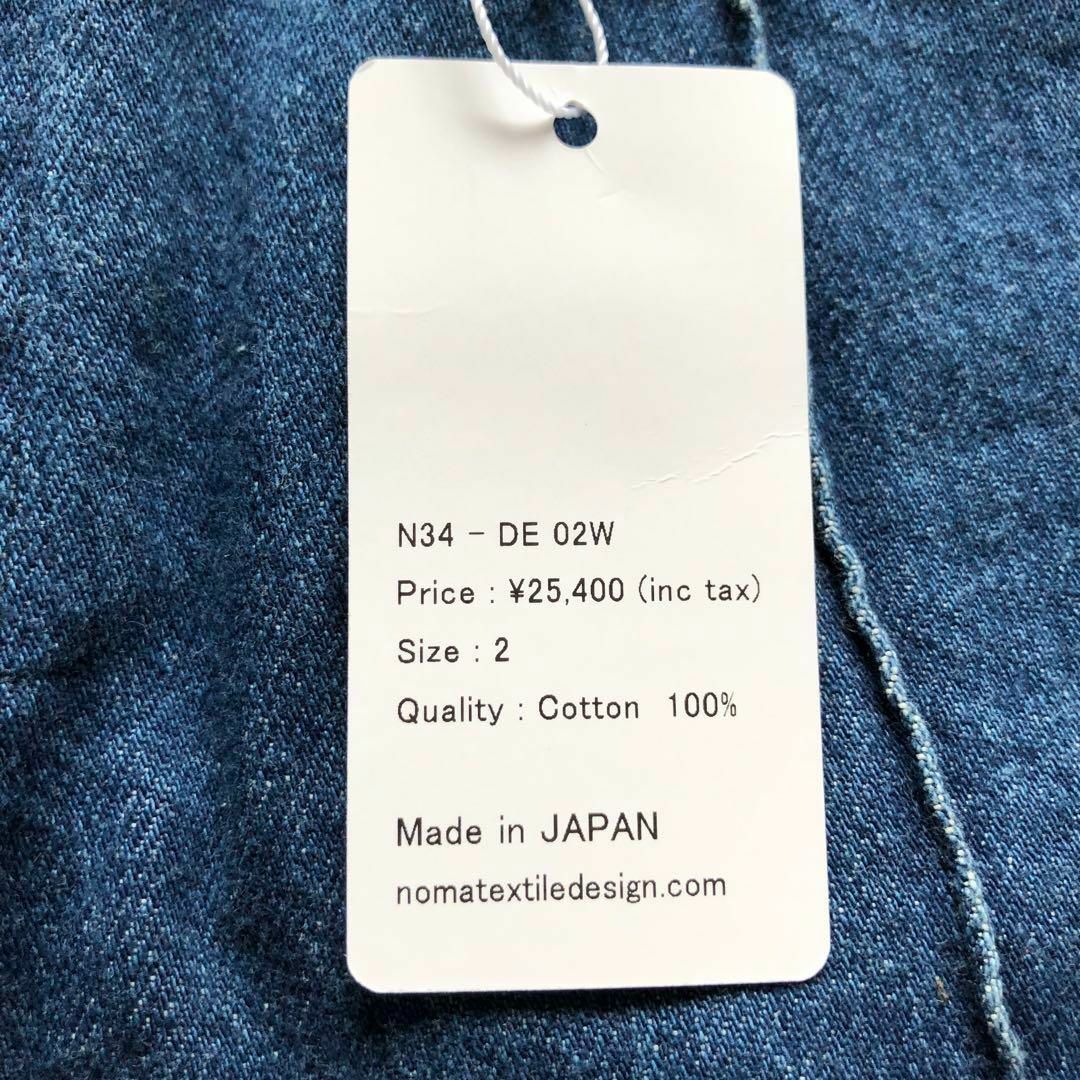 N34 - DE 02W
Price : ¥25,400 (inc tax)
Size : 2
Quality : Cotton 100%
Made in JAPAN
nomatextiledesign.com